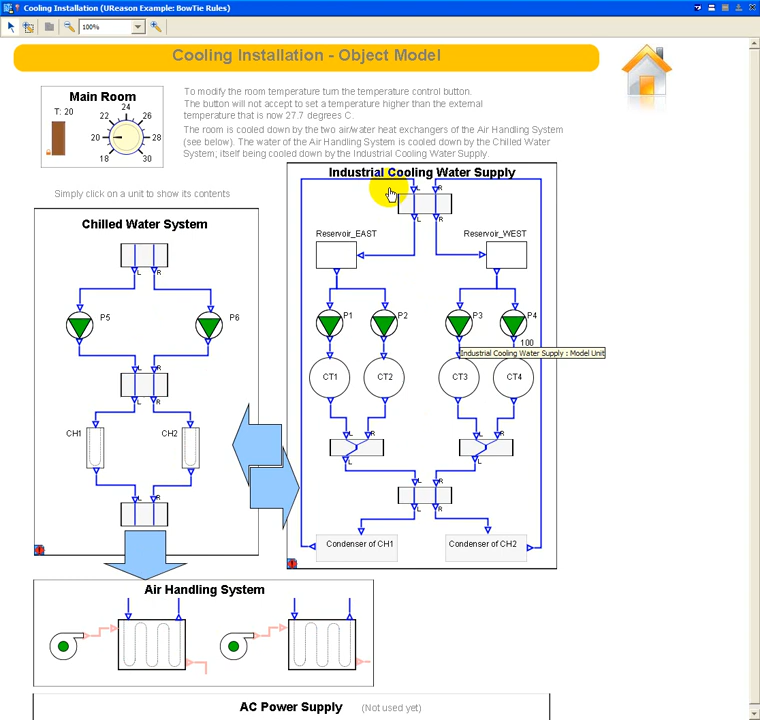 Cooling Installation (UReason Example: BowTie Rules)
100%
Cooling Installation - Object Model
Main Room
T: 20
18
20
22
24
26
28
30
To modify the room temperature turn the temperature control button.
The button will not accept to set a temperature higher than the external
temperature that is now 27.7 degrees C.
The room is cooled down by the two air/water heat exchangers of the Air Handling System
(see below). The water of the Air Handling System is cooled down by the Chilled Water
System; itself being cooled down by the Industrial Cooling Water Supply.
Simply click on a unit to show its contents
Chilled Water System
L R
P5
P6
L R
L R
CH1
CH2
L R
Industrial Cooling Water Supply
L R
L R
Reservoir_EAST
Reservoir_WEST
P1
P2
P3
P4
100
Industrial Cooling Water Supply : Model Unit
CT1
CT2
CT3
CT4
L R
L R
L
L
L R
L R
Condenser of CH1
Condenser of CH2
Air Handling System
AC Power Supply (Not used yet)